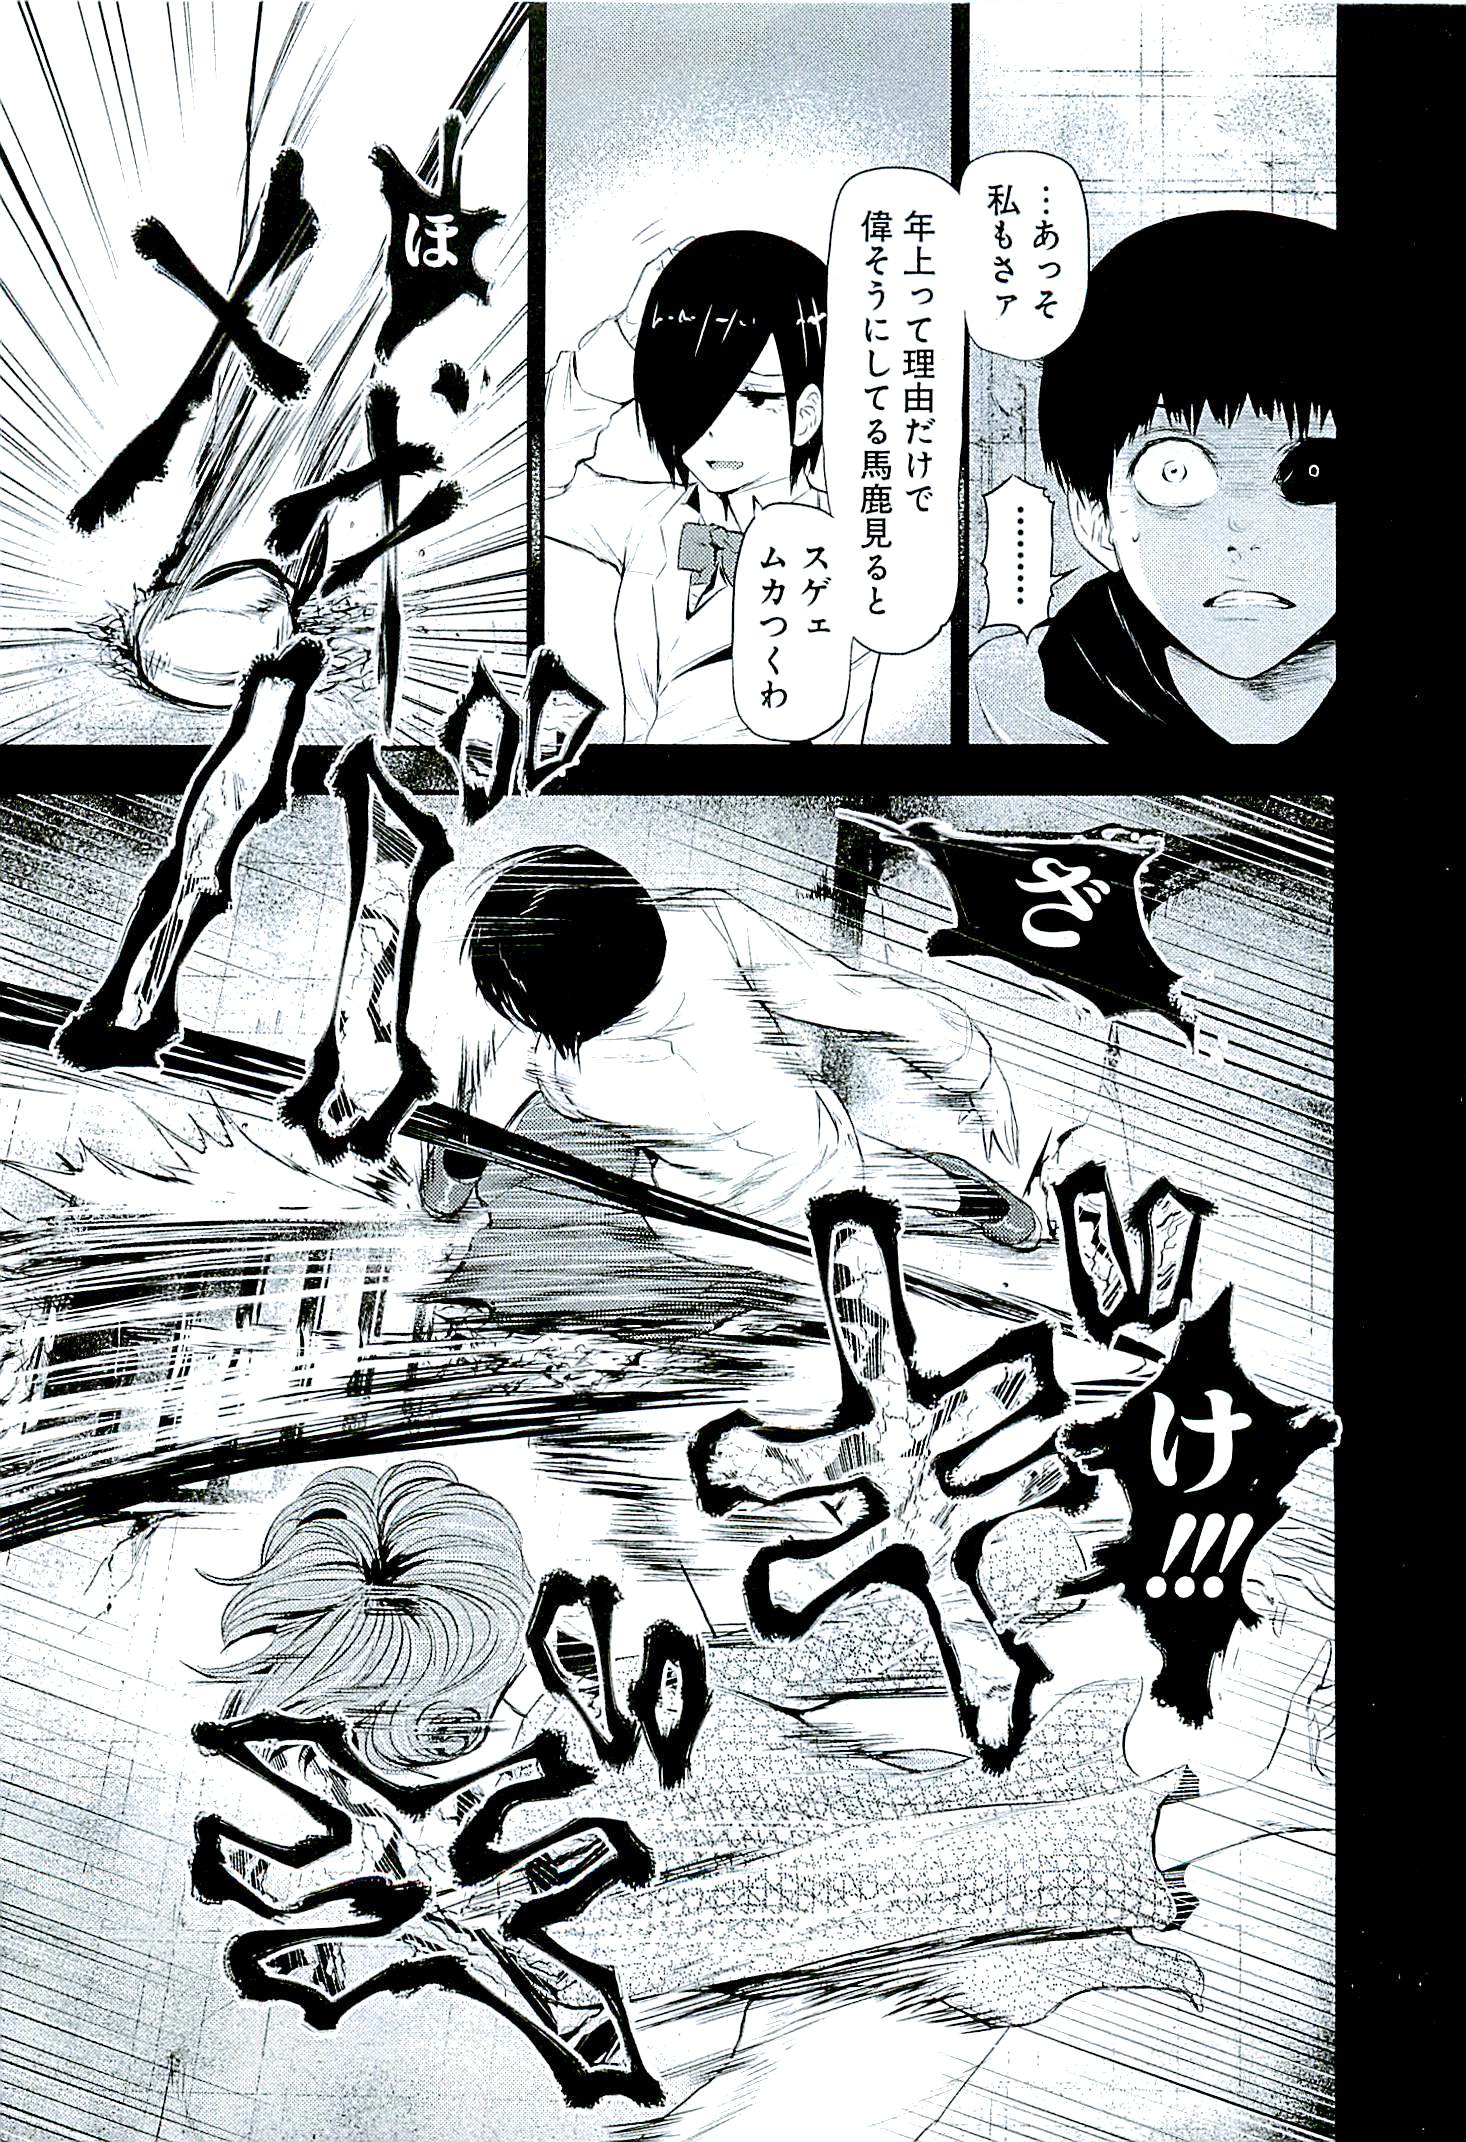 …あっそ
私もさァ
………
年上って理由だけで
偉そうにしてる馬鹿見ると
スゲェ
ムカつくわ
ほ
メキ
ざ
け!!!